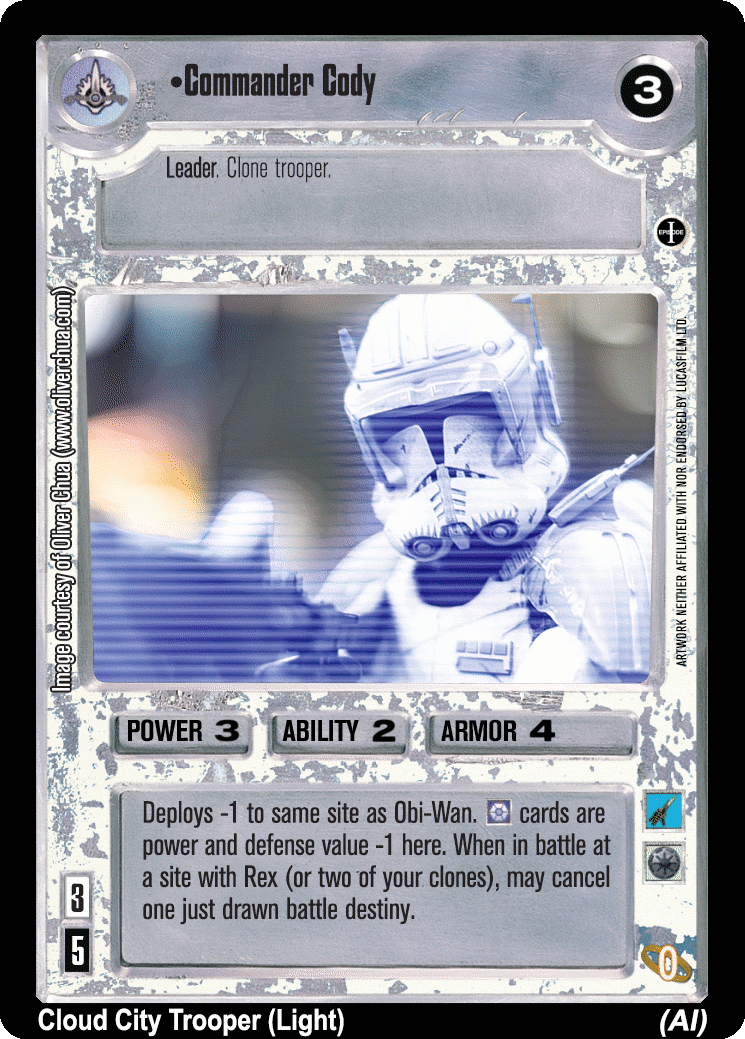 •Commander Cody
3
Leader. Clone trooper.
EPISODE I
Image courtesy of Oliver Chua (www.oliverchua.com)
ARTWORK NEITHER AFFILIATED WITH NOR ENDORSED BY LUCASFILM LTD.
POWER 3
ABILITY 2
ARMOR 4
Deploys -1 to same site as Obi-Wan. cards are
power and defense value -1 here. When in battle at
a site with Rex (or two of your clones), may cancel
one just drawn battle destiny.
3
5
0
Cloud City Trooper (Light)
(AI)